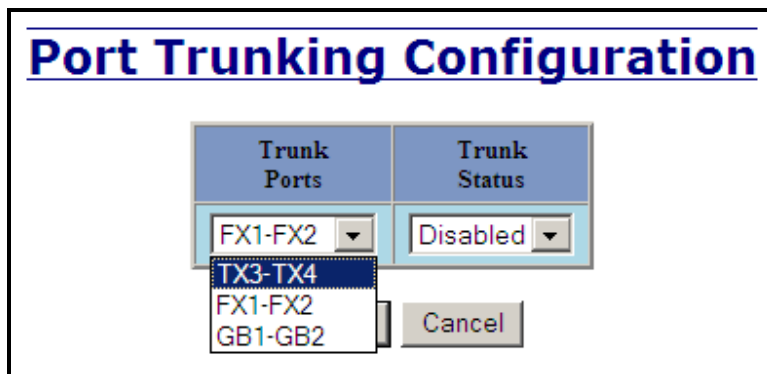 Port Trunking Configuration
Trunk Ports
Trunk Status
FX1-FX2
Disabled
TX3-TX4
FX1-FX2
GB1-GB2
Cancel